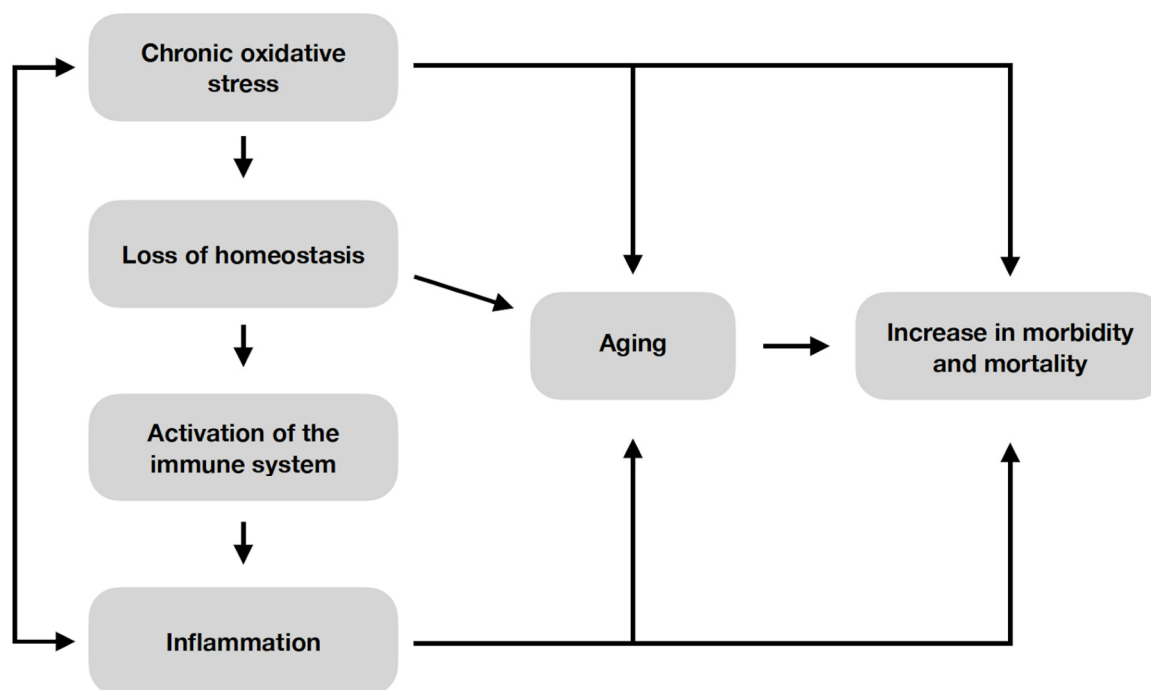 Chronic oxidative
stress
Loss of homeostasis
Activation of the
immune system
Inflammation
Aging
Increase in morbidity
and mortality